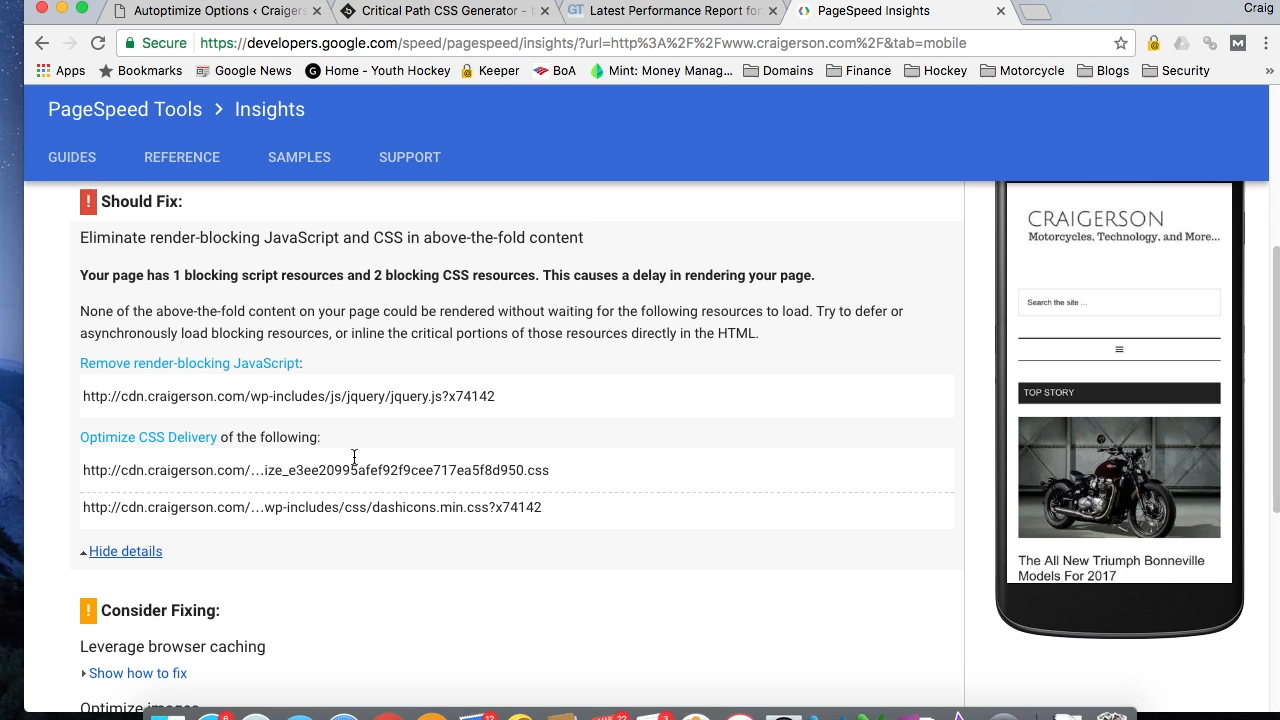 Autoptimize Options ‹ Craigers
Critical Path CSS Generator - b
GT Latest Performance Report for
PageSpeed Insights
Craig
Secure
https://developers.google.com/speed/pagespeed/insights/?url=http%3A%2F%2Fwww.craigerson.com%2F&tab=mobile
M
Apps Bookmarks Google News Home - Youth Hockey Keeper BoA Mint: Money Manag... Domains Finance Hockey Motorcycle Blogs Security »
PageSpeed Tools > Insights
GUIDES REFERENCE SAMPLES SUPPORT
! Should Fix:
Eliminate render-blocking JavaScript and CSS in above-the-fold content
Your page has 1 blocking script resources and 2 blocking CSS resources. This causes a delay in rendering your page.
None of the above-the-fold content on your page could be rendered without waiting for the following resources to load. Try to defer or
asynchronously load blocking resources, or inline the critical portions of those resources directly in the HTML.
Remove render-blocking JavaScript:
http://cdn.craigerson.com/wp-includes/js/jquery/jquery.js?x74142
Optimize CSS Delivery of the following:
http://cdn.craigerson.com/…ize_e3ee20995afef92f9cee717ea5f8d950.css
http://cdn.craigerson.com/…wp-includes/css/dashicons.min.css?x74142
Hide details
! Consider Fixing:
Leverage browser caching
Show how to fix
Optimize images
CRAIGERSON
Motorcycles, Technology, and More...
Search the site ...
TOP STORY
The All New Triumph Bonneville
Models For 2017